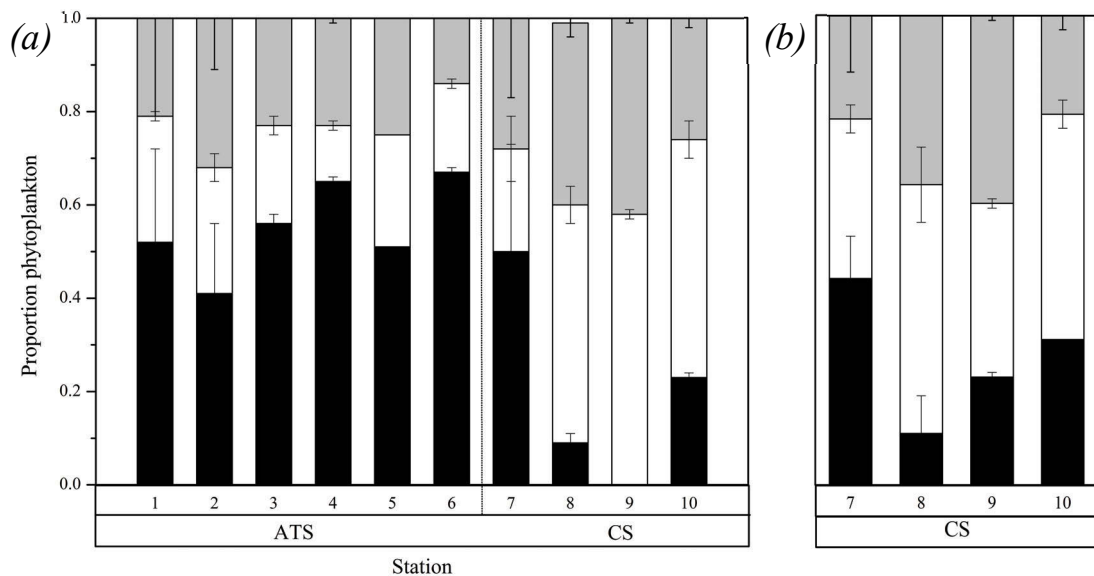 (a)
(b)
Proportion phytoplankton
1.0
0.8
0.6
0.4
0.2
0.0
1 2 3 4 5 6 7 8 9 10
ATS CS
Station
7 8 9 10
CS